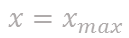 x = x_{max}